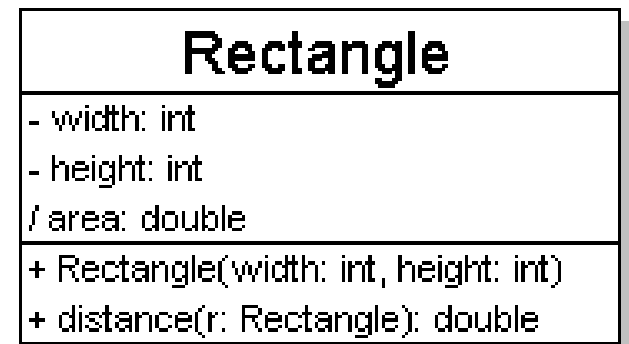 Rectangle
- width: int
- height: int
/ area: double
+ Rectangle(width: int, height: int)
+ distance(r: Rectangle): double